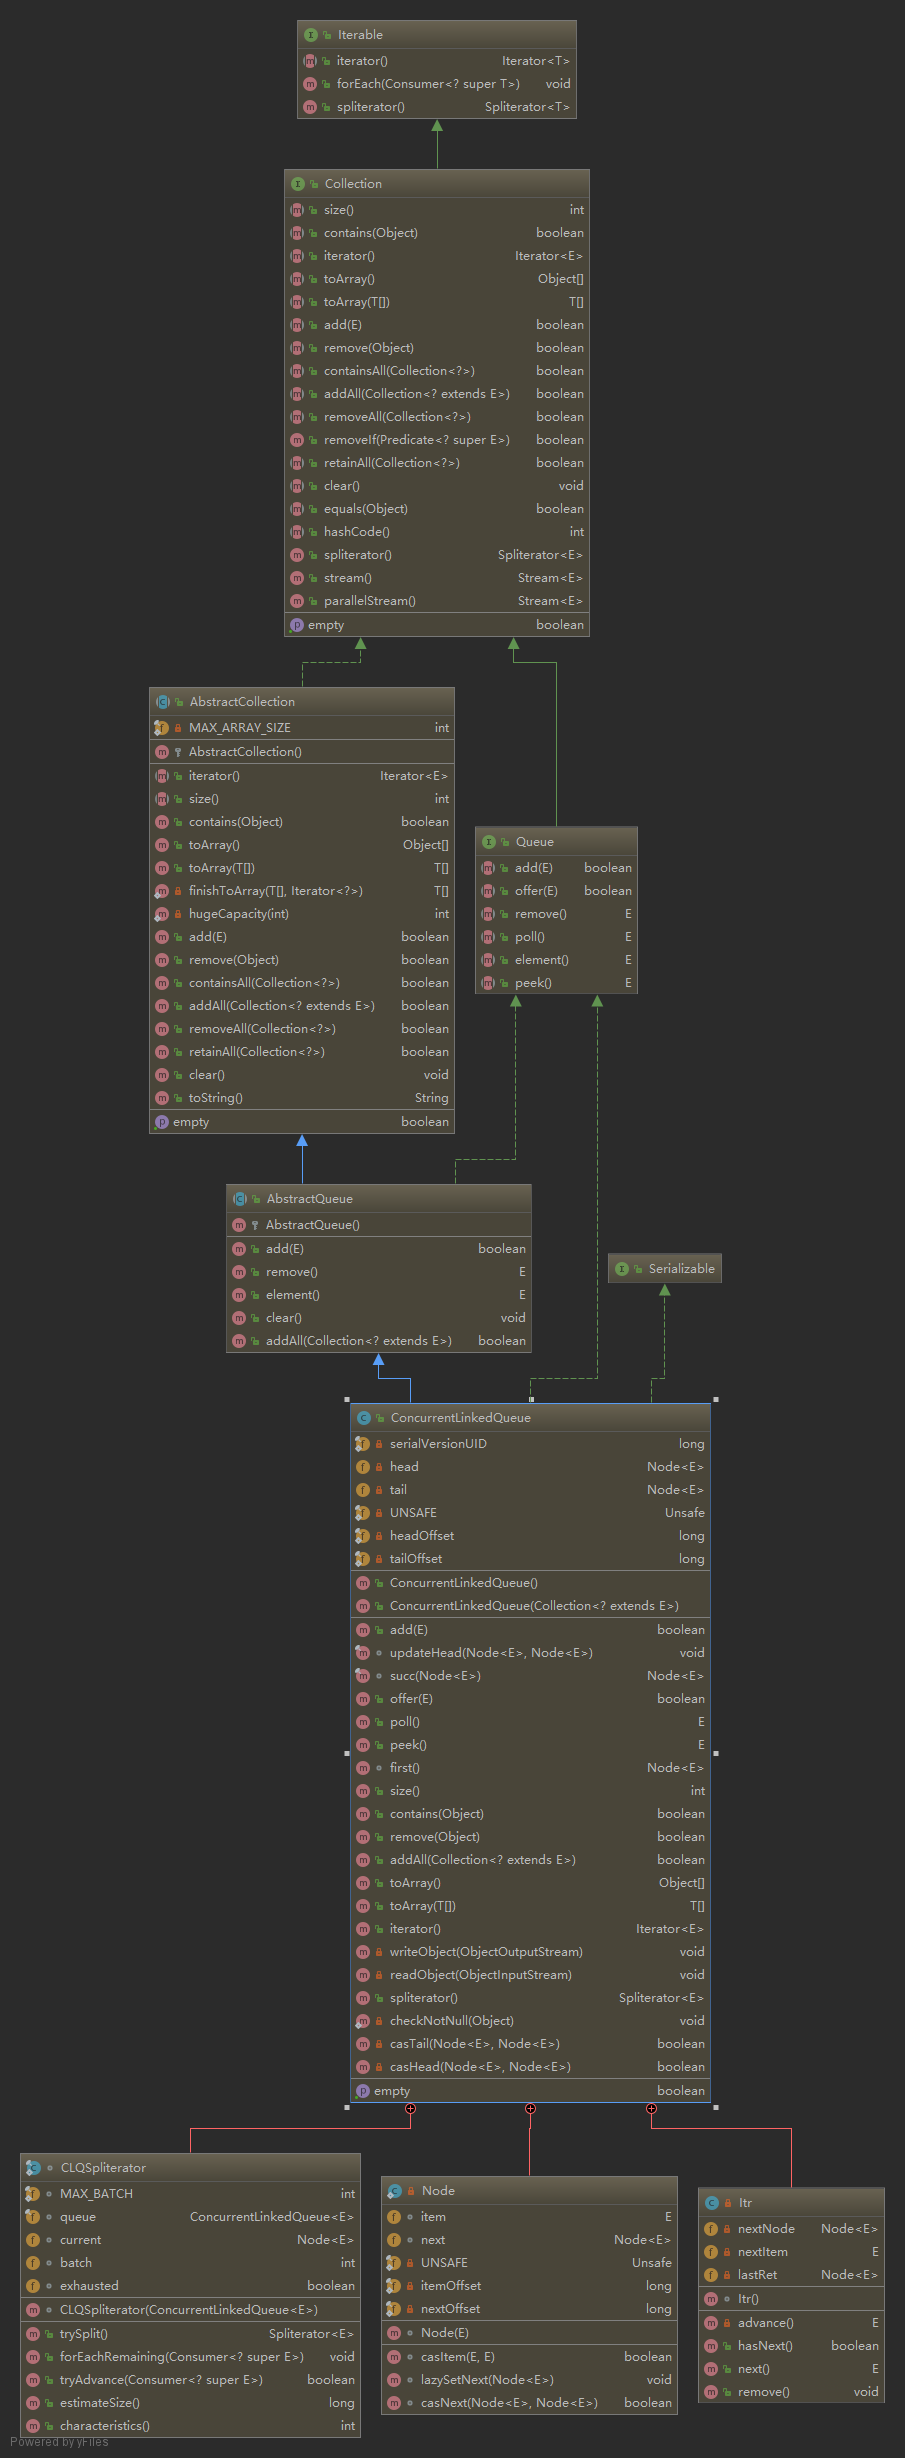 Iterable
iterator() Iterator<T>
forEach(Consumer<? super T>) void
spliterator() Spliterator<T>
Collection
size() int
contains(Object) boolean
iterator() Iterator<E>
toArray() Object[]
toArray(T[]) T[]
add(E) boolean
remove(Object) boolean
containsAll(Collection<?>) boolean
addAll(Collection<? extends E>) boolean
removeAll(Collection<?>) boolean
removeIf(Predicate<? super E>) boolean
retainAll(Collection<?>) boolean
clear() void
equals(Object) boolean
hashCode() int
spliterator() Spliterator<E>
stream() Stream<E>
parallelStream() Stream<E>
empty boolean
AbstractCollection
MAX_ARRAY_SIZE int
AbstractCollection()
iterator() Iterator<E>
size() int
contains(Object) boolean
toArray() Object[]
toArray(T[]) T[]
finishToArray(T[], Iterator<?>) T[]
hugeCapacity(int) int
add(E) boolean
remove(Object) boolean
containsAll(Collection<?>) boolean
addAll(Collection<? extends E>) boolean
removeAll(Collection<?>) boolean
retainAll(Collection<?>) boolean
clear() void
toString() String
empty boolean
Queue
add(E) boolean
offer(E) boolean
remove() E
poll() E
element() E
peek() E
AbstractQueue
AbstractQueue()
add(E) boolean
remove() E
element() E
clear() void
addAll(Collection<? extends E>) boolean
Serializable
ConcurrentLinkedQueue
serialVersionUID long
head Node<E>
tail Node<E>
UNSAFE Unsafe
headOffset long
tailOffset long
ConcurrentLinkedQueue()
ConcurrentLinkedQueue(Collection<? extends E>)
add(E) boolean
updateHead(Node<E>, Node<E>) void
succ(Node<E>) Node<E>
offer(E) boolean
poll() E
peek() E
first() Node<E>
size() int
contains(Object) boolean
remove(Object) boolean
addAll(Collection<? extends E>) boolean
toArray() Object[]
toArray(T[]) T[]
iterator() Iterator<E>
writeObject(ObjectOutputStream) void
readObject(ObjectInputStream) void
spliterator() Spliterator<E>
checkNotNull(Object) void
casTail(Node<E>, Node<E>) boolean
casHead(Node<E>, Node<E>) boolean
empty boolean
CLQSpliterator
MAX_BATCH int
queue ConcurrentLinkedQueue<E>
current Node<E>
batch int
exhausted boolean
CLQSpliterator(ConcurrentLinkedQueue<E>)
trySplit() Spliterator<E>
forEachRemaining(Consumer<? super E>) void
tryAdvance(Consumer<? super E>) boolean
estimateSize() long
characteristics() int
Node
item E
next Node<E>
UNSAFE Unsafe
itemOffset long
nextOffset long
Node(E)
casItem(E, E) boolean
lazySetNext(Node<E>) void
casNext(Node<E>, Node<E>) boolean
Itr
nextNode Node<E>
nextItem E
lastRet Node<E>
Itr()
advance() E
hasNext() boolean
next() E
remove() void
Powered by yFiles